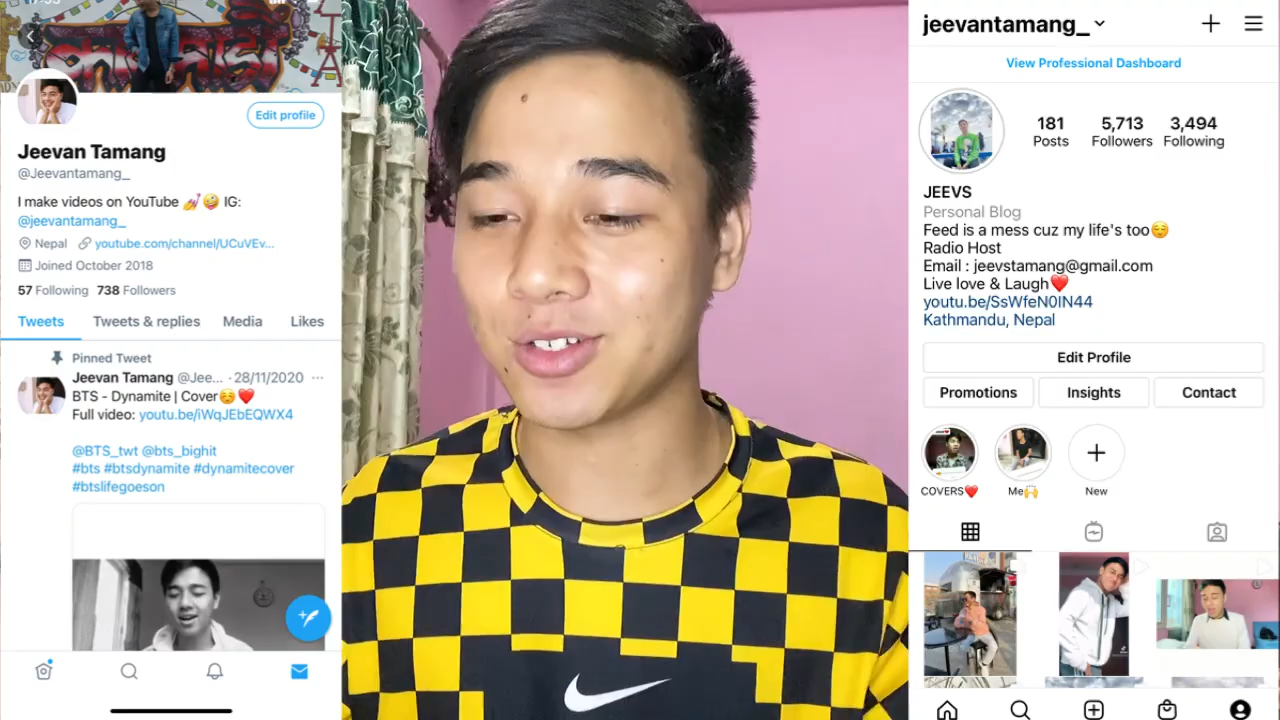 Edit profile
Jeevan Tamang
@Jeevantamang_
I make videos on YouTube 💅🤪 IG:
@jeevantamang_
Nepal youtube.com/channel/UCuVEv...
Joined October 2018
57 Following 738 Followers
Tweets Tweets & replies Media Likes
Pinned Tweet
Jeevan Tamang @Jee... · 28/11/2020 ···
BTS - Dynamite | Cover☺️❤️
Full video: youtu.be/iWqJEbEQWX4
@BTS_twt @bts_bighit
#bts #btsdynamite #dynamitecover
#btslifegoeson
jeevantamang_
View Professional Dashboard
181 5,713 3,494
Posts Followers Following
JEEVS
Personal Blog
Feed is a mess cuz my life's too😌
Radio Host
Email : jeevstamang@gmail.com
Live love & Laugh❤️
youtu.be/SsWfeN0IN44
Kathmandu, Nepal
Edit Profile
Promotions Insights Contact
COVERS❤️ Me🙌 New